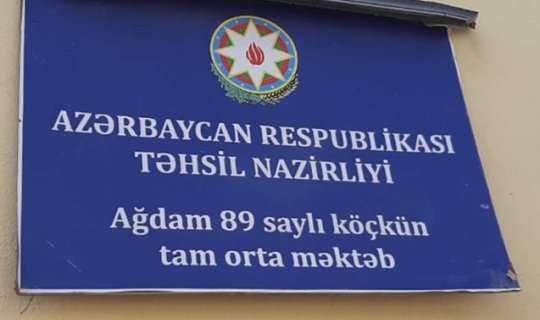 AZƏRBAYCAN RESPUBLİKASI
TƏHSİL NAZİRLİYİ
Ağdam 89 saylı köçkün
tam orta məktəb